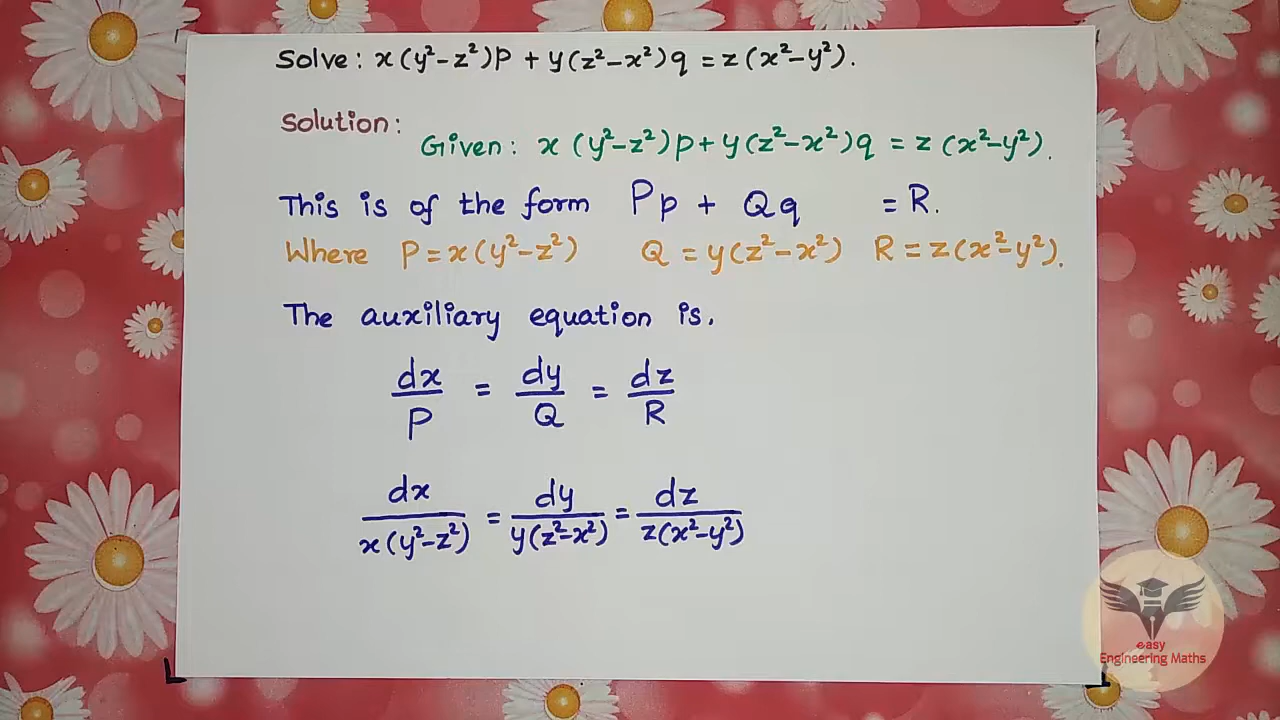 Solve: x(y²-z²)p + y(z²-x²)q = z(x²-y²).
Solution:
Given: x (y²-z²)p + y(z²-x²)q = z(x²-y²).
This is of the form Pp + Qq = R.
Where P = x(y²-z²) Q = y(z²-x²) R = z(x²-y²).
The auxiliary equation is,
dx/P = dy/Q = dz/R
dx/x(y²-z²) = dy/y(z²-x²) = dz/z(x²-y²)
easy
Engineering Maths